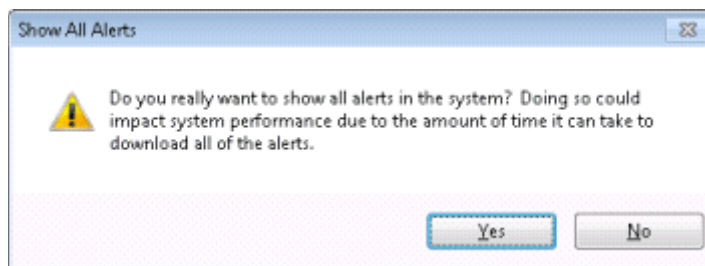 Show All Alerts
Do you really want to show all alerts in the system? Doing so could
impact system performance due to the amount of time it can take to
download all of the alerts.
Yes
No